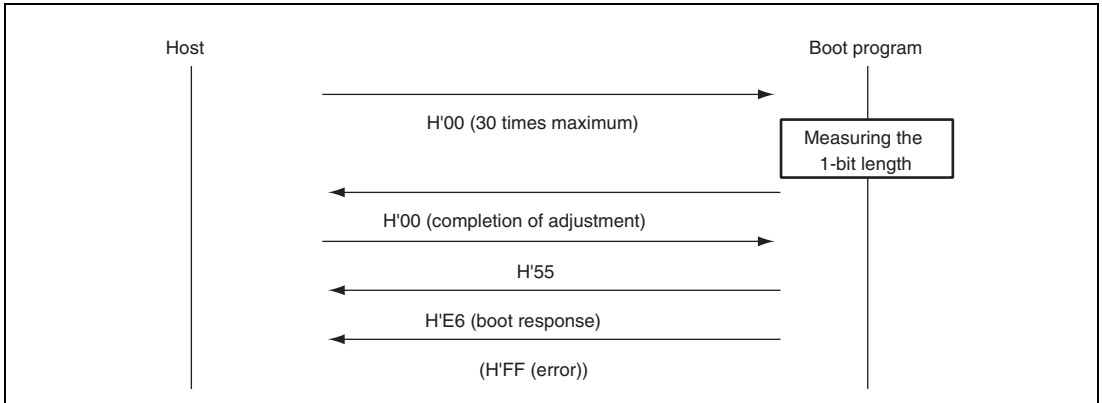 Host
Boot program
H'00 (30 times maximum)
Measuring the
1-bit length
H'00 (completion of adjustment)
H'55
H'E6 (boot response)
(H'FF (error))